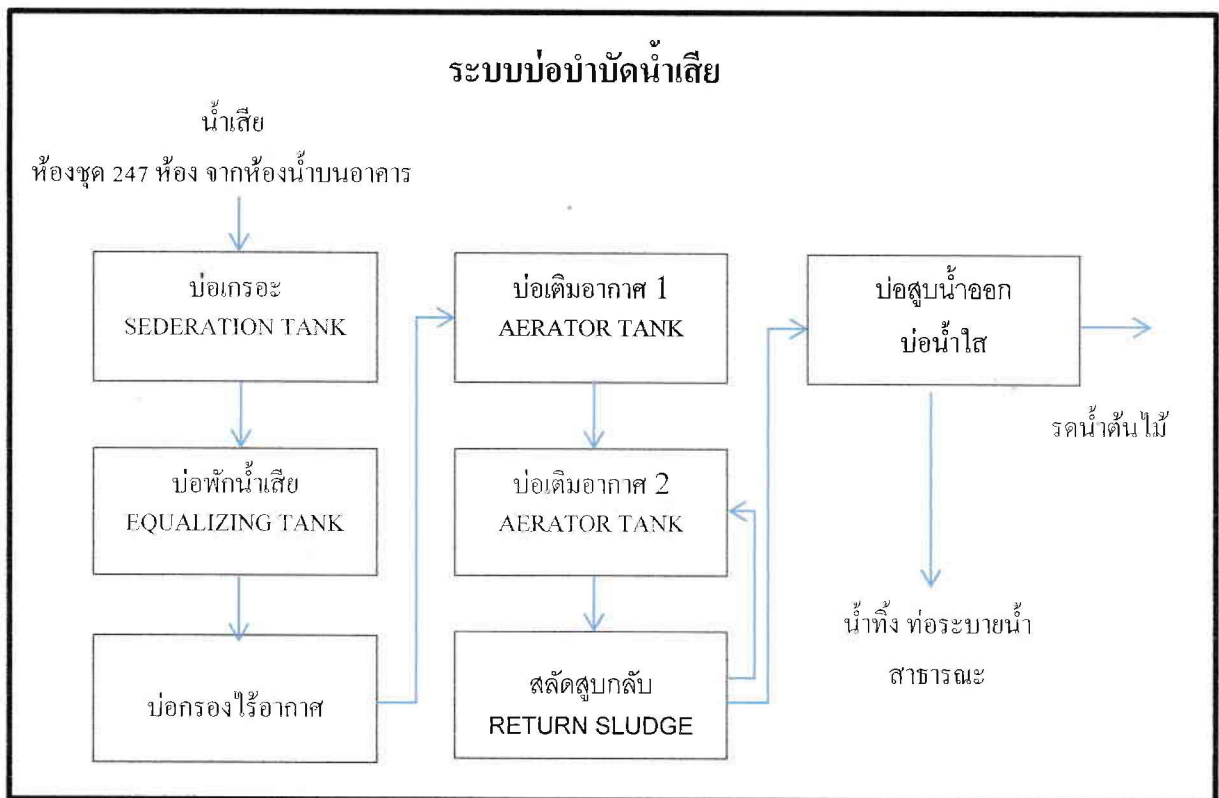 ระบบบ่อบำบัดน้ำเสีย
น้ำเสีย
ห้องชุด 247 ห้อง จากห้องน้ำบนอาคาร
บ่อเกรอะ
SEDERATION TANK
บ่อพักน้ำเสีย
EQUALIZING TANK
บ่อกรองไร้อากาศ
บ่อเติมอากาศ 1
AERATOR TANK
บ่อเติมอากาศ 2
AERATOR TANK
สลัดสูบกลับ
RETURN SLUDGE
บ่อสูบน้ำออก
บ่อน้ำใส
รดน้ำต้นไม้
น้ำทิ้ง ท่อระบายน้ำ
สาธารณะ